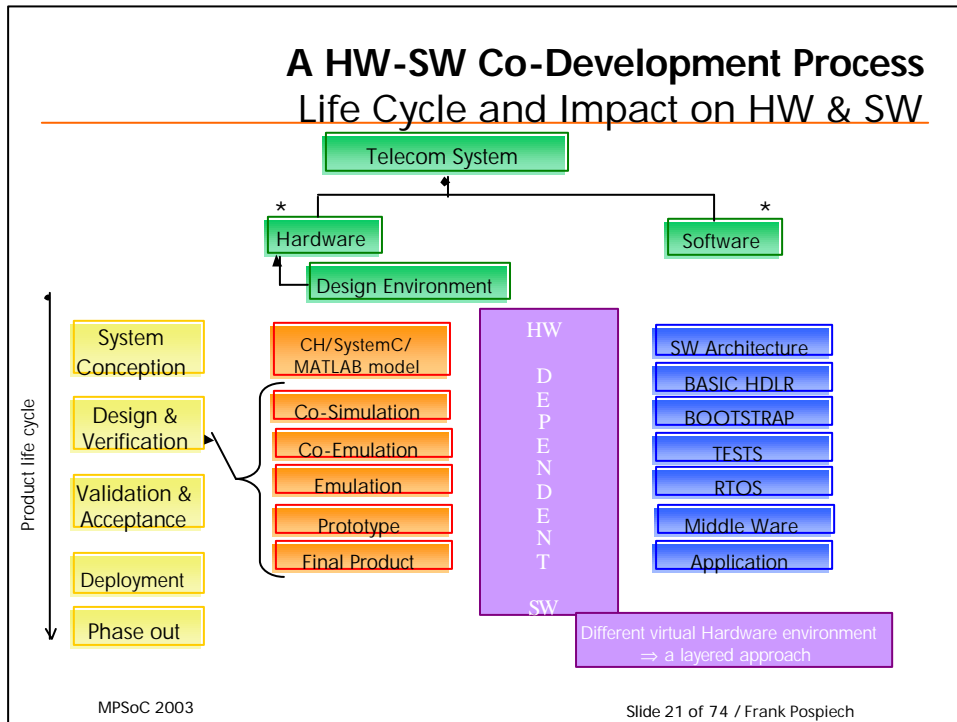 A HW-SW Co-Development Process
Life Cycle and Impact on HW & SW
Telecom System
*
*
Hardware
Software
Design Environment
Product life cycle
System
Conception
Design &
Verification
Validation &
Acceptance
Deployment
Phase out
CH/SystemC/
MATLAB model
Co-Simulation
Co-Emulation
Emulation
Prototype
Final Product
HW
D
E
P
E
N
D
E
N
T
SW
SW Architecture
BASIC HDLR
BOOTSTRAP
TESTS
RTOS
Middle Ware
Application
Different virtual Hardware environment
⇒ a layered approach
MPSoC 2003
Slide 21 of 74 / Frank Pospiech